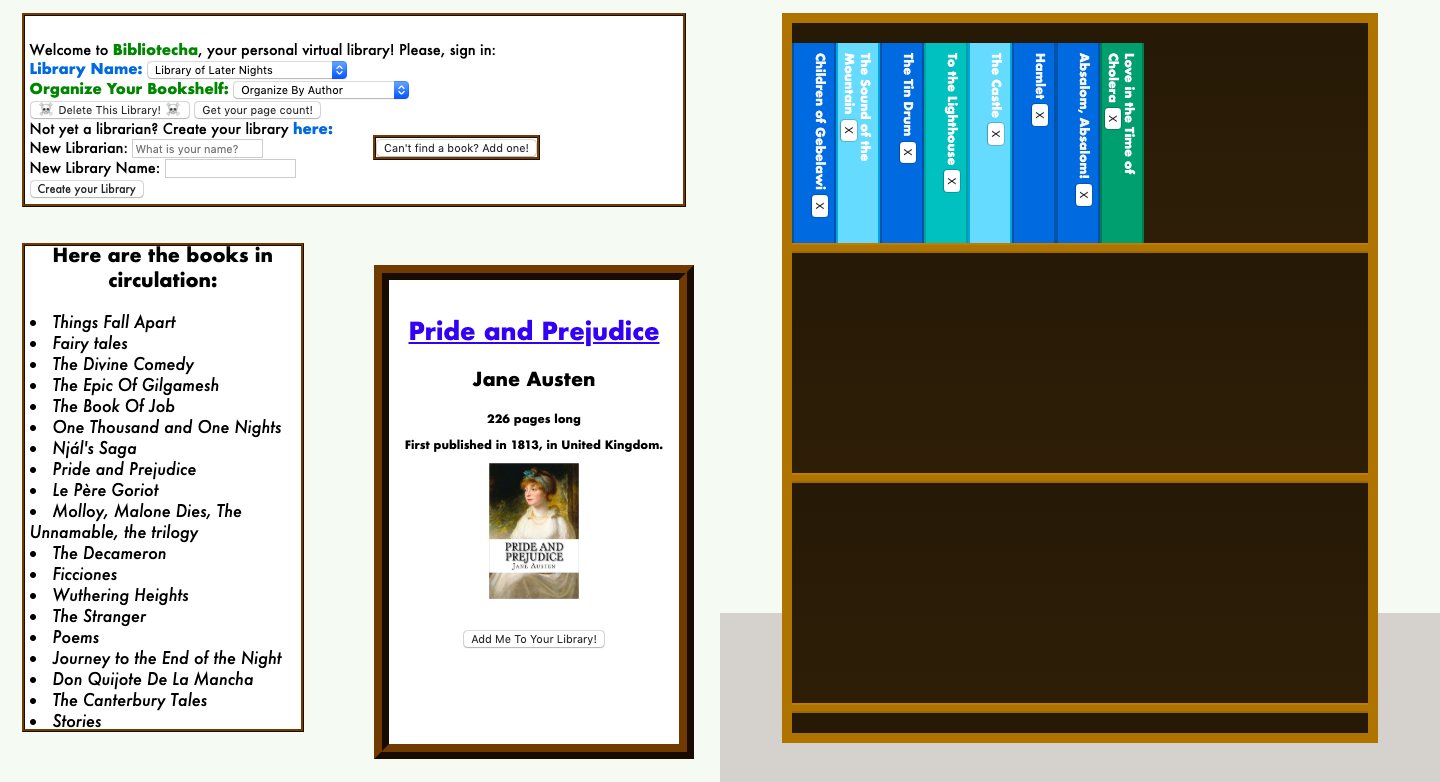 Welcome to Bibliotecha, your personal virtual library! Please, sign in:
Library Name: Library of Later Nights
Organize Your Bookshelf: Organize By Author
☠ Delete This Library! ☠ Get your page count!
Not yet a librarian? Create your library here:
New Librarian: What is your name?
New Library Name:
Create your Library
Can't find a book? Add one!
Here are the books in
circulation:
• Things Fall Apart
• Fairy tales
• The Divine Comedy
• The Epic Of Gilgamesh
• The Book Of Job
• One Thousand and One Nights
• Njál's Saga
• Pride and Prejudice
• Le Père Goriot
• Molloy, Malone Dies, The
Unnamable, the trilogy
• The Decameron
• Ficciones
• Wuthering Heights
• The Stranger
• Poems
• Journey to the End of the Night
• Don Quijote De La Mancha
• The Canterbury Tales
• Stories
Pride and Prejudice
Jane Austen
226 pages long
First published in 1813, in United Kingdom.
PRIDE AND
PREJUDICE
JANE AUSTEN
Add Me To Your Library!
Children of Gebelawi X
The Sound of the
Mountain X
The Tin Drum X
To the Lighthouse X
The Castle X
Hamlet X
Absalom, Absalom! X
Love in the Time of
Cholera X